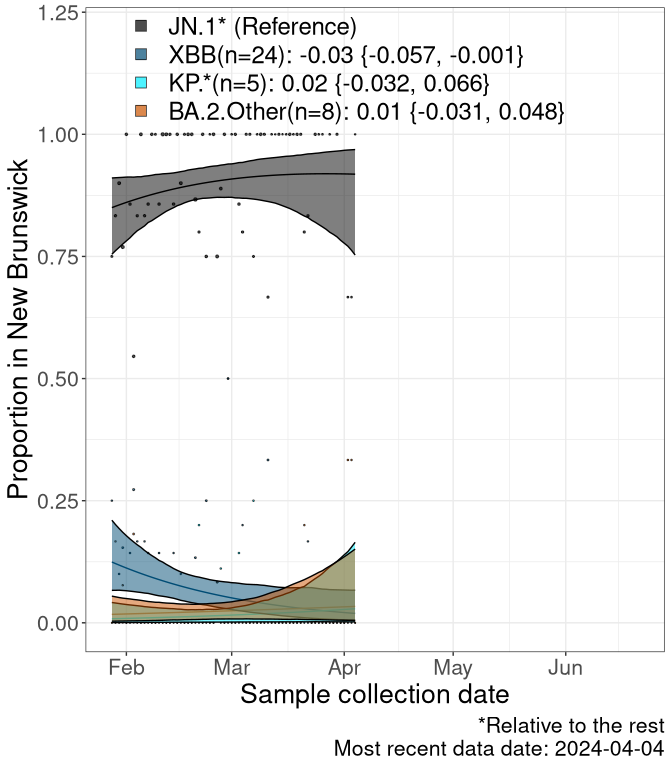 JN.1* (Reference)
XBB(n=24): -0.03 {-0.057, -0.001}
KP.*(n=5): 0.02 {-0.032, 0.066}
BA.2.Other(n=8): 0.01 {-0.031, 0.048}
1.25
1.00
0.75
0.50
0.25
0.00
Proportion in New Brunswick
Feb Mar Apr May Jun
Sample collection date
*Relative to the rest
Most recent data date: 2024-04-04